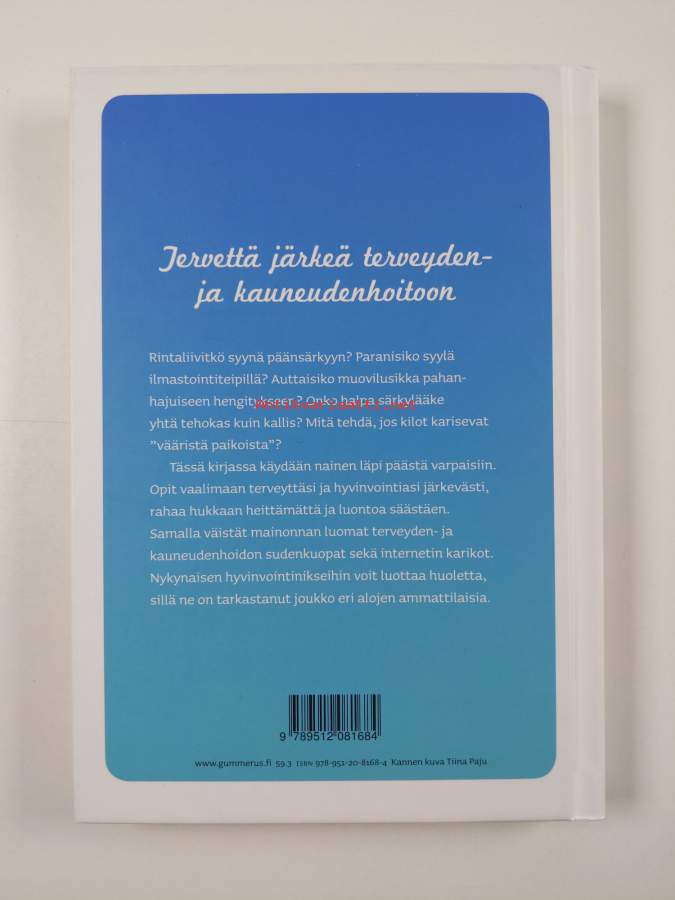 Tervettä järkeä terveyden-
ja kauneudenhoitoon
Rintaliivitkö syynä päänsärkyyn? Paranisiko syylä
ilmastointiteipillä? Auttaisiko muovilusikka pahan-
hajuiseen hengitykseen? Onko halpa särkylääke
Antikvariaatti.net
yhtä tehokas kuin kallis? Mitä tehdä, jos kilot karisevat
”vääristä paikoista”?
Tässä kirjassa käydään nainen läpi päästä varpaisiin.
Opit vaalimaan terveyttäsi ja hyvinvointiasi järkevästi,
rahaa hukkaan heittämättä ja luontoa säästäen.
Samalla väistät mainonnan luomat terveyden- ja
kauneudenhoidon sudenkuopat sekä internetin karikot.
Nykynaisen hyvinvointinikseihin voit luottaa huoletta,
sillä ne on tarkastanut joukko eri alojen ammattilaisia.
9 789512 081684
www.gummerus.fi 59.3 ISBN 978-951-20-8168-4 Kannen kuva Tiina Paju